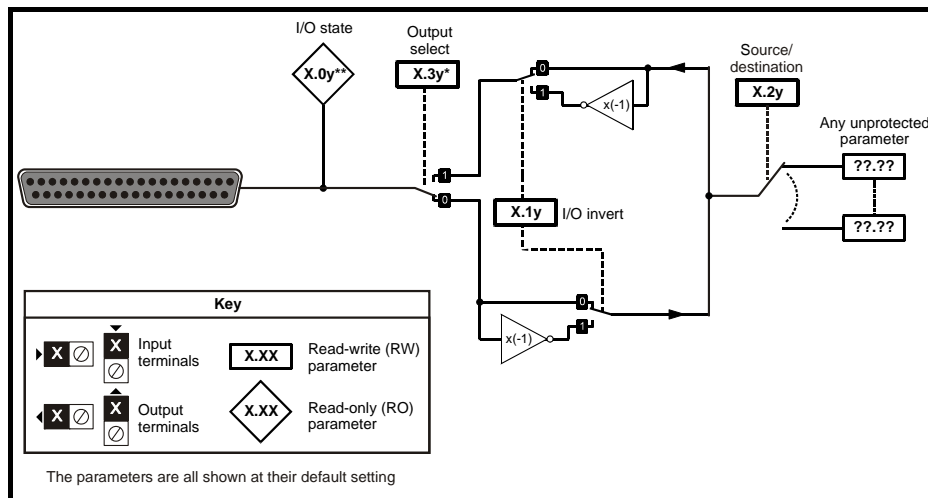 I/O state
X.0y**
Output
select
X.3y*
0
1
x(-1)
Source/
destination
X.2y
Any unprotected
parameter
??.??
??.??
1
0
X.1y
I/O invert
0
1
x(-1)
Key
X
X
Input
terminals
X.XX
Read-write (RW)
parameter
X
X
Output
terminals
X.XX
Read-only (RO)
parameter
The parameters are all shown at their default setting